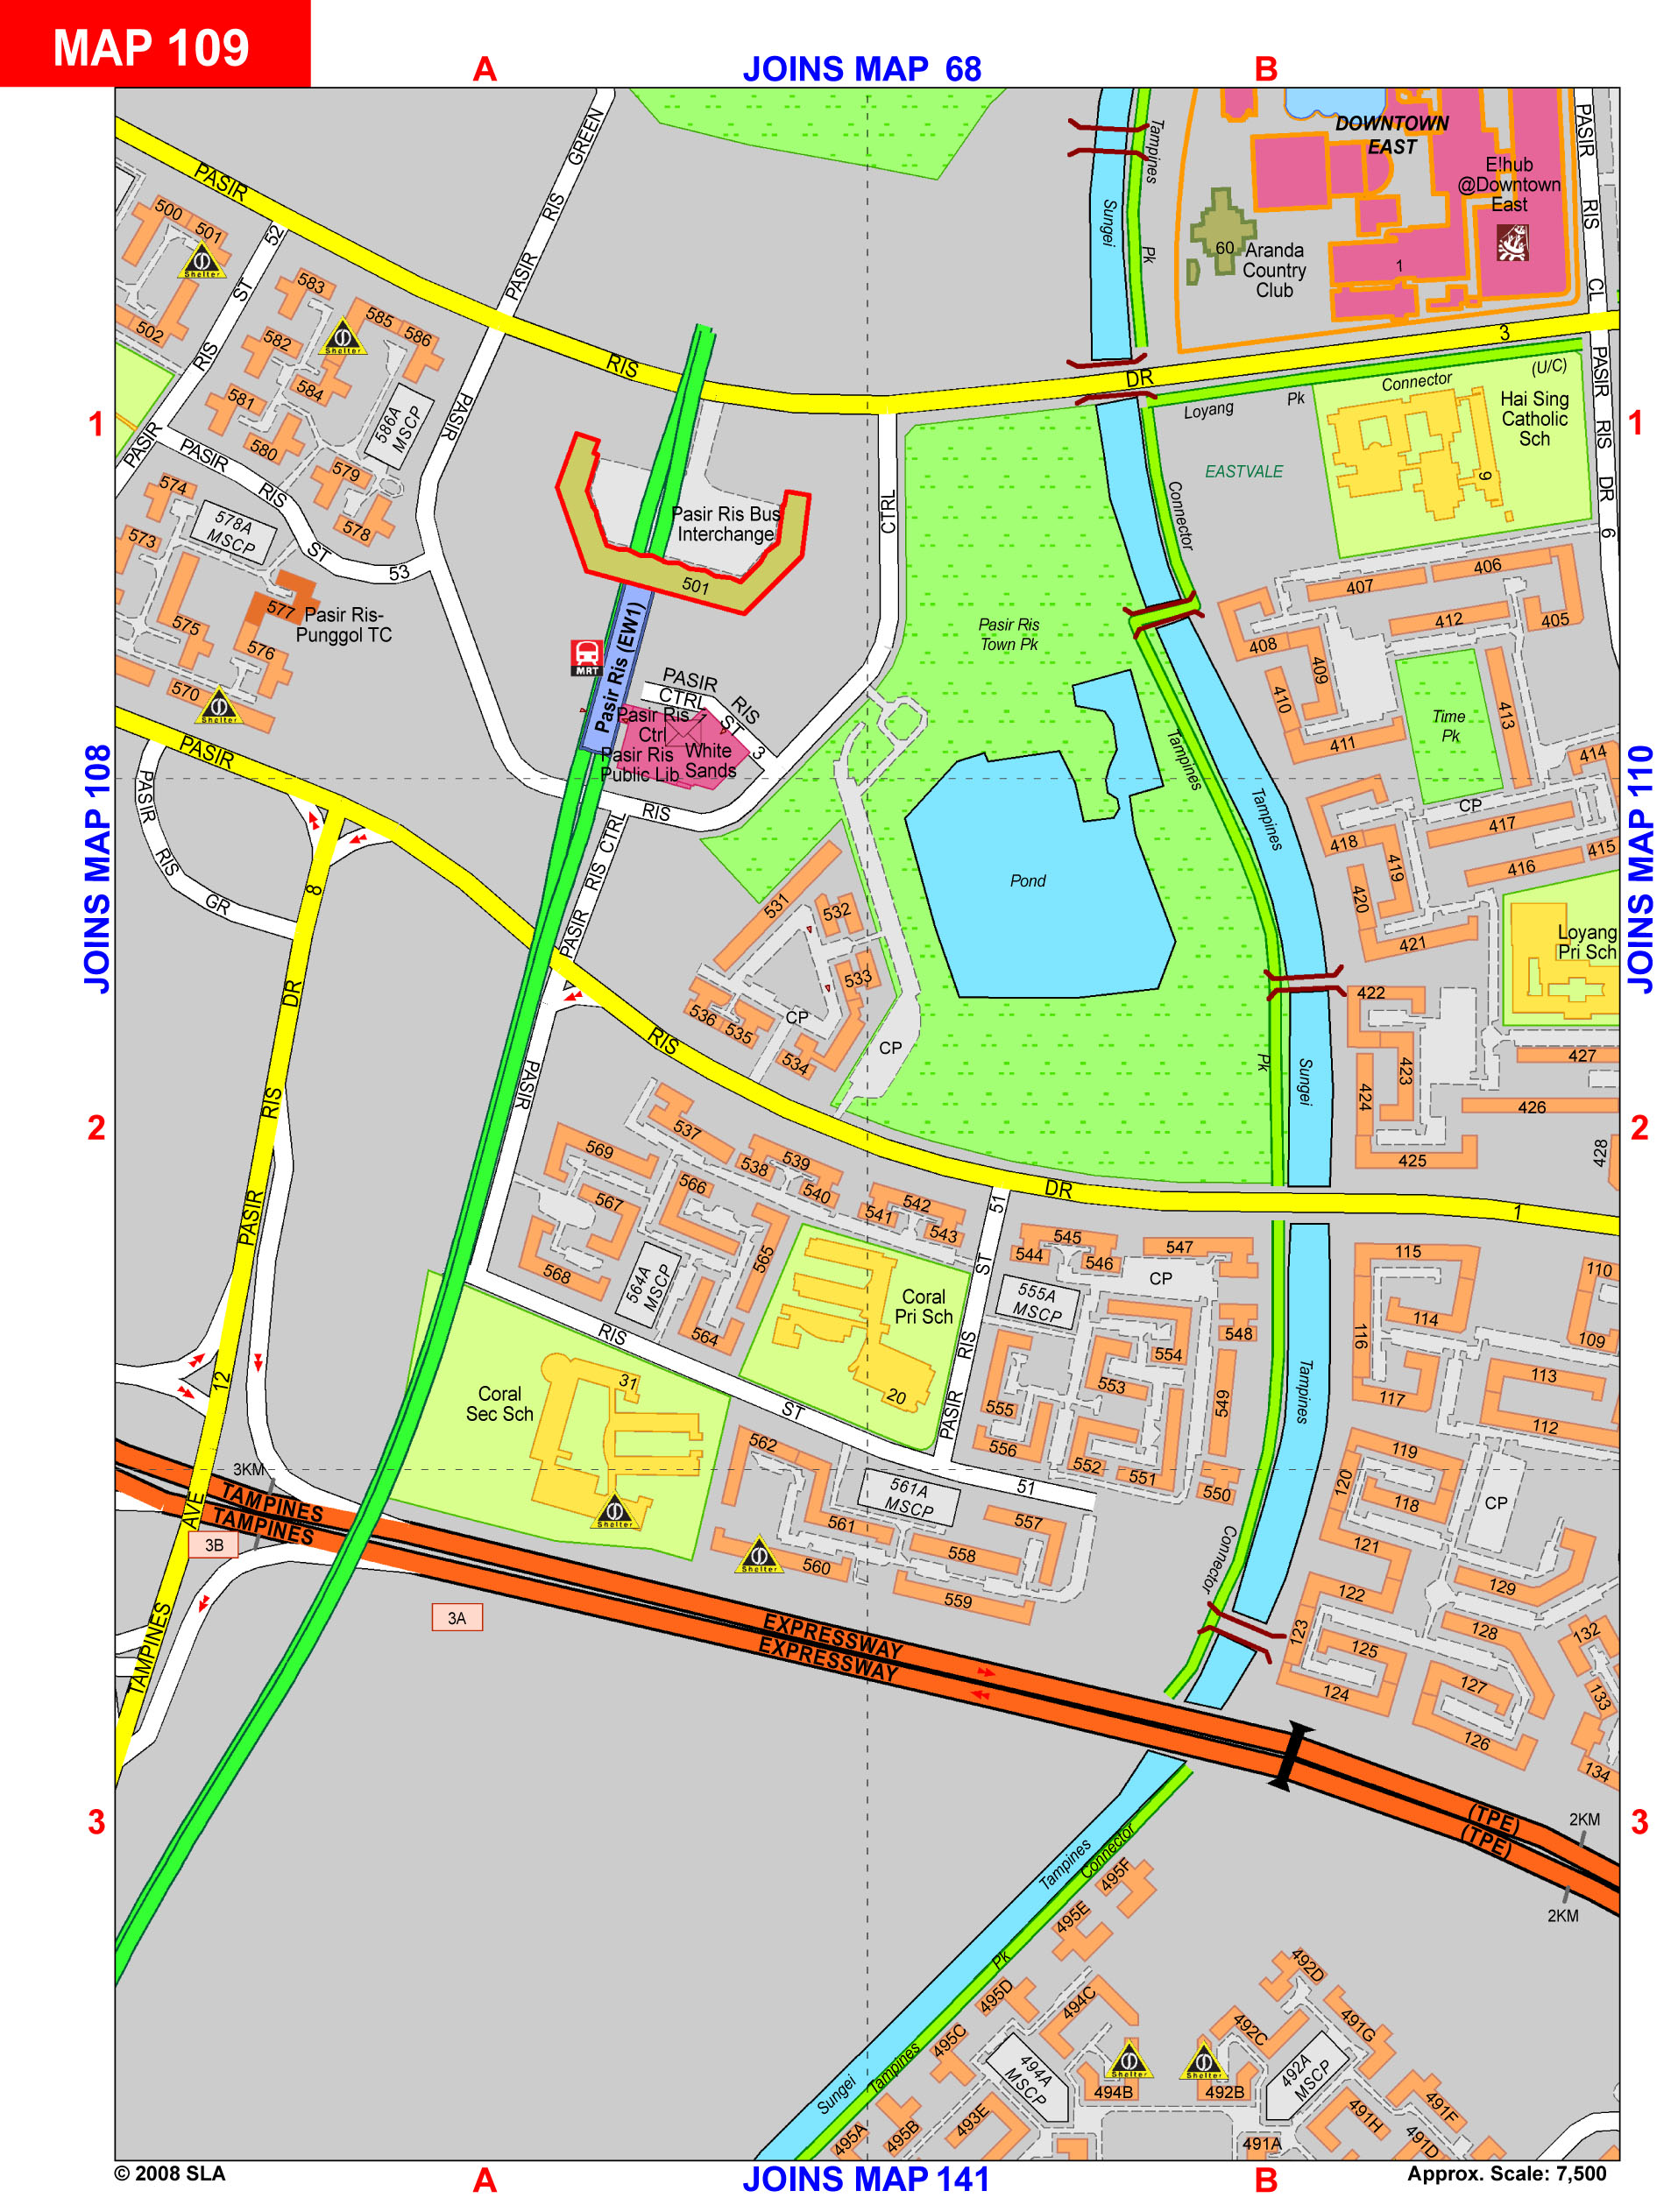 MAP 109
A
JOINS MAP 68
B
PASIR
RIS
GREEN
PASIR
RIS
DR
3
PASIR
RIS
CL
PASIR
RIS
DR
6
Tampines
Pk
Sungei
DOWNTOWN
EAST
E!hub
@Downtown
East
60
Aranda
Country
Club
1
500
501
Shelter
502
52
ST
RIS
PASIR
583
585
586
582
Shelter
584
581
580
586A
MSCP
579
578
PASIR
RIS
ST
53
PASIR
1
1
574
578A
MSCP
573
577
Pasir Ris-
Punggol TC
575
576
570
Shelter
Pasir Ris Bus
Interchange
501
CTRL
MRT
Pasir Ris (EW1)
PASIR
RIS
CTRL
ST
3
Pasir Ris
Ctrl
Pasir Ris
Public Lib
White
Sands
RIS
Pasir Ris
Town Pk
Pond
Loyang
Pk
Connector
(U/C)
EASTVALE
Hai Sing
Catholic
Sch
9
Connector
407
406
412
405
408
409
410
411
413
Time
Pk
414
CP
417
418
419
416
415
420
421
Loyang
Pri Sch
422
423
424
427
426
425
428
Tampines
Tampines
Pk
Sungei
JOINS MAP 108
JOINS MAP 110
PASIR
PASIR
RIS
GR
8
DR
RIS
PASIR
12
AVE
TAMPINES
PASIR
RIS
CTRL
PASIR
RIS
DR
1
531
532
533
CP
536
535
534
CP
2
2
537
538
539
540
541
542
543
569
566
567
568
565
564A
MSCP
564
RIS
ST
51
Coral
Pri Sch
20
51
ST
RIS
PASIR
544
545
546
547
CP
555A
MSCP
548
554
553
549
555
556
552
551
550
Tampines
Connector
115
110
114
109
116
113
117
112
119
120
118
CP
121
122
129
123
128
132
125
124
127
133
126
134
Coral
Sec Sch
31
Shelter
562
561A
MSCP
561
557
558
560
559
Shelter
3KM
TAMPINES
TAMPINES
3B
3A
EXPRESSWAY
EXPRESSWAY
(TPE)
(TPE)
2KM
2KM
3
3
Tampines
Connector
Pk
Sungei
Tampines
495F
495E
495D
494C
495C
494A
MSCP
Shelter
494B
Shelter
492B
492C
492D
491G
492A
MSCP
491F
491H
491D
491A
495A
495B
493E
© 2008 SLA
A
JOINS MAP 141
B
Approx. Scale: 7,500